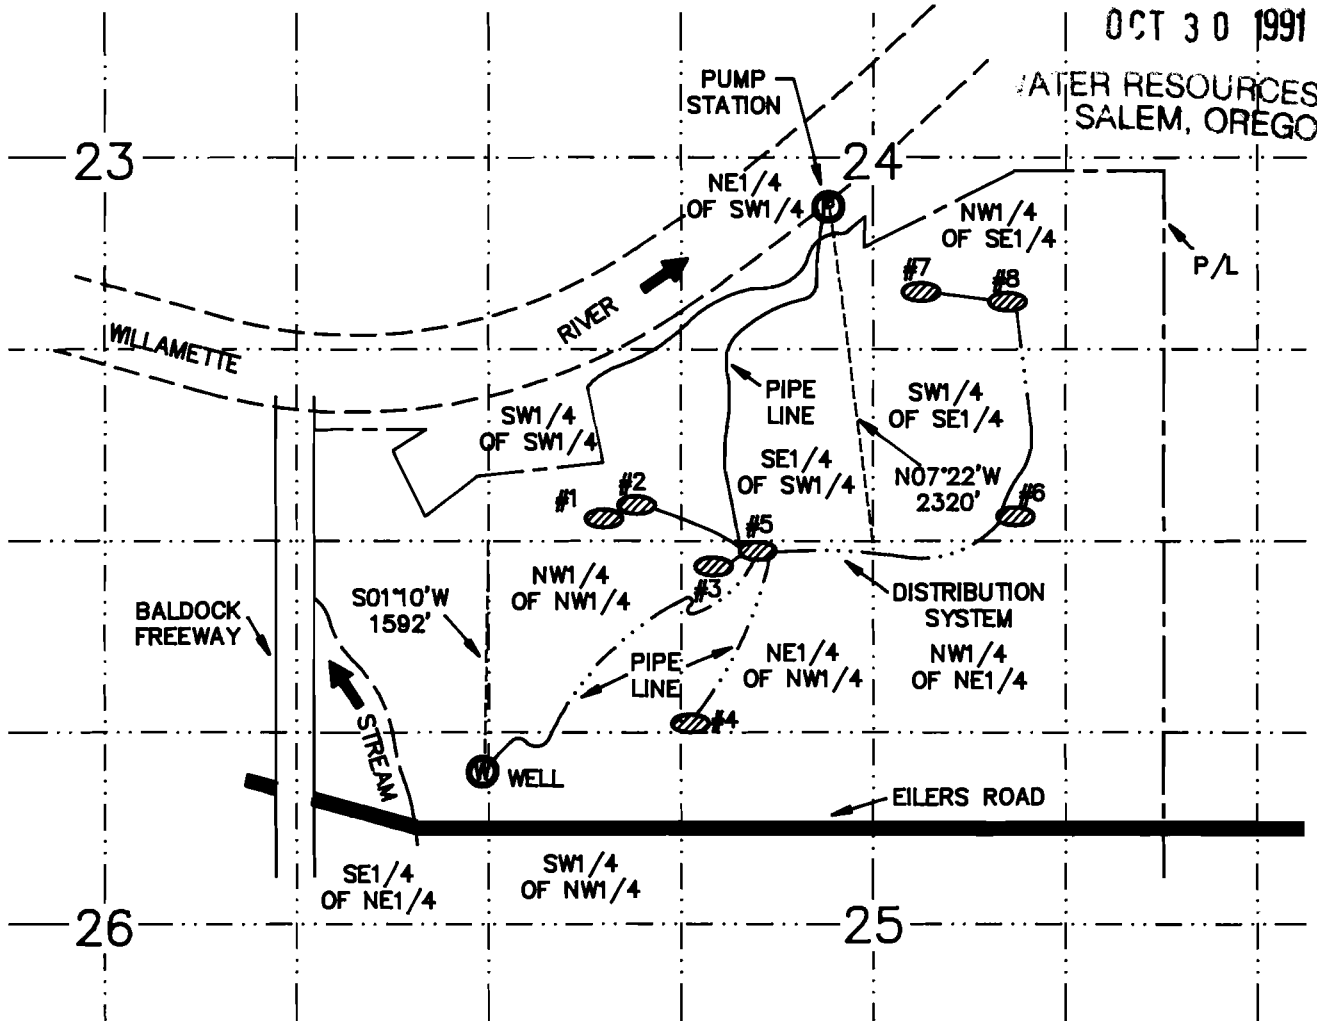 OCT 30 1991
WATER RESOURCES
SALEM, OREGO
PUMP
STATION
23
24
NE1/4
OF SW1/4
P
NW1/4
OF SE1/4
P/L
#7
#8
RIVER
WILLAMETTE
PIPE
LINE
SW1/4
OF SE1/4
SW1/4
OF SW1/4
SE1/4
OF SW1/4
N07°22'W
2320'
#1
#2
#5
#6
#3
NW1/4
OF NW1/4
S01°10'W
1592'
BALDOCK
FREEWAY
DISTRIBUTION
SYSTEM
NE1/4
OF NW1/4
NW1/4
OF NE1/4
PIPE
LINE
#4
STREAM
W
WELL
EILERS ROAD
SE1/4
OF NE1/4
SW1/4
OF NW1/4
26
25